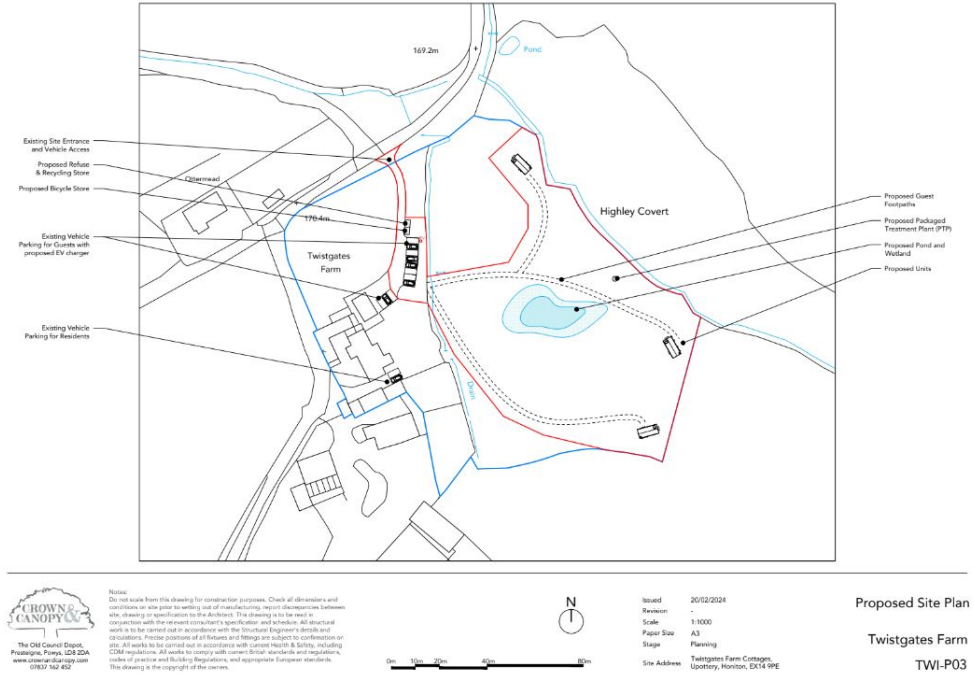 169.2m
Pond
Existing Site Entrance
and Vehicle Access
Proposed Refuse
& Recycling Store
Ottermead
Proposed Bicycle Store
170.4m
Highley Covert
Proposed Guest
Footpaths
Proposed Packaged
Treatment Plant (PTP)
Existing Vehicle
Parking for Guests with
proposed EV charger
Twistgates
Farm
Proposed Pond and
Wetland
Proposed Units
Existing Vehicle
Parking for Residents
Drain
CROWN &
CANOPY
The Old Council Depot,
Presteigne, Powys, LD8 2DA
www.crownandcanopy.com
07837 162 452
Notes:
Do not scale from this drawing for construction purposes. Check all dimensions and
conditions on site prior to setting out of manufacturing, report discrepancies between
site, drawing or specification to the Architect. This drawing is to be read in
conjunction with the relevant consultant's specification and schedule. All structural
work is to be carried out in accordance with the Structural Engineer's details and
calculations. Precise positions of all fixtures and fittings are subject to confirmation on
site. All works to be carried out in accordance with current Health & Safety, including
CDM regulations. All works to comply with current British standards and regulations,
codes of practice and Building Regulations, and appropriate European standards.
This drawing is the copyright of the owners.
0m 10m 20m 40m 80m
N
Issued 20/02/2024
Revision -
Scale 1:1000
Paper Size A3
Stage Planning
Site Address Twistgates Farm Cottages,
Upottery, Honiton, EX14 9PE
Proposed Site Plan
Twistgates Farm
TWI-P03